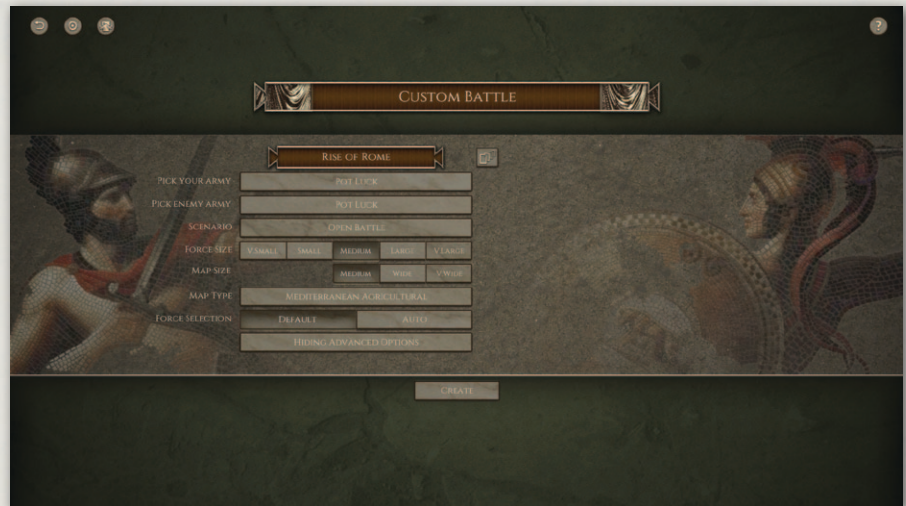 ?
Custom Battle
Rise of Rome
Pick Your Army Pot Luck
Pick Enemy Army Pot Luck
Scenario Open Battle
Force Size V.Small Small Medium Large V.Large
Map Size Medium Wide V.Wide
Map Type Mediterranean Agricultural
Force Selection Default Auto
Hiding Advanced Options
Create